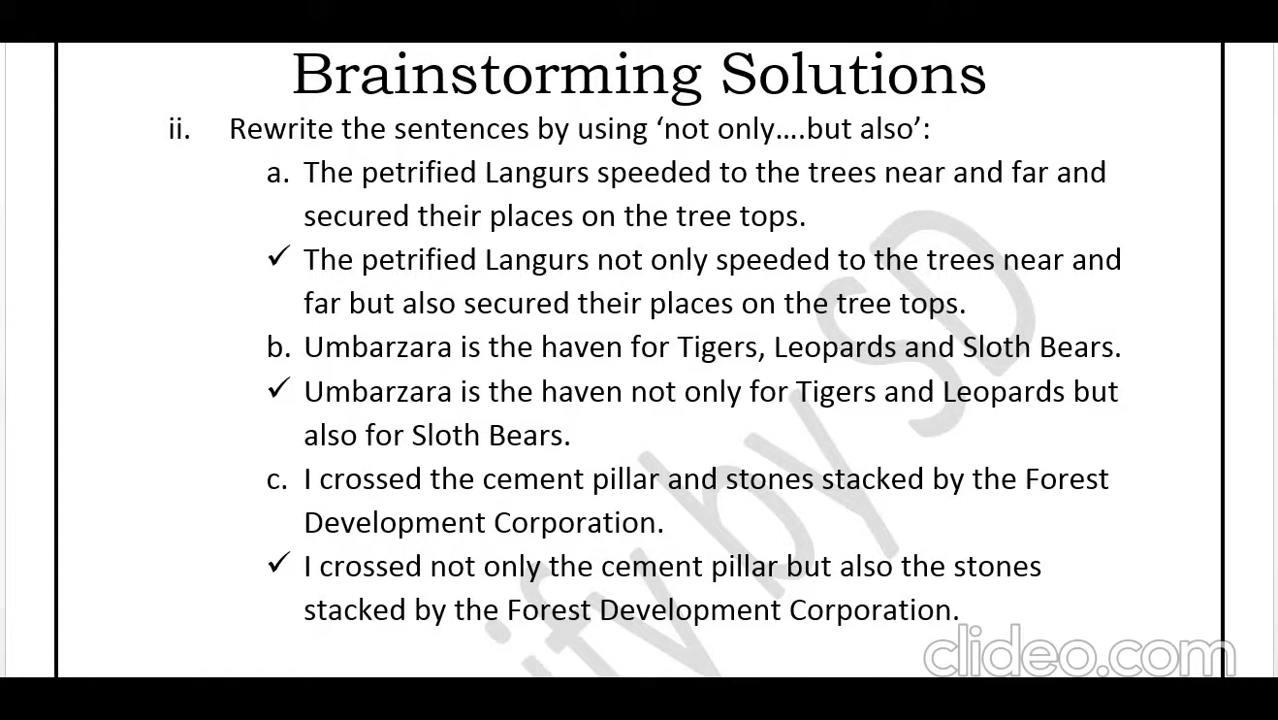 Brainstorming Solutions
ii. Rewrite the sentences by using ‘not only....but also’:
a. The petrified Langurs speeded to the trees near and far and
secured their places on the tree tops.
✓ The petrified Langurs not only speeded to the trees near and
far but also secured their places on the tree tops.
b. Umbarzara is the haven for Tigers, Leopards and Sloth Bears.
✓ Umbarzara is the haven not only for Tigers and Leopards but
also for Sloth Bears.
c. I crossed the cement pillar and stones stacked by the Forest
Development Corporation.
✓ I crossed not only the cement pillar but also the stones
stacked by the Forest Development Corporation.
ify by SD
clideo.com